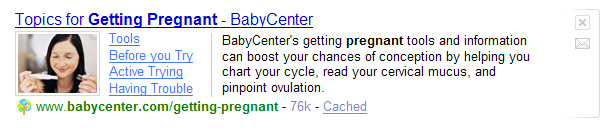 Topics for Getting Pregnant - BabyCenter
Tools
Before you Try
Active Trying
Having Trouble
BabyCenter's getting pregnant tools and information
can boost your chances of conception by helping you
chart your cycle, read your cervical mucus, and
pinpoint ovulation.
www.babycenter.com/getting-pregnant - 76k - Cached